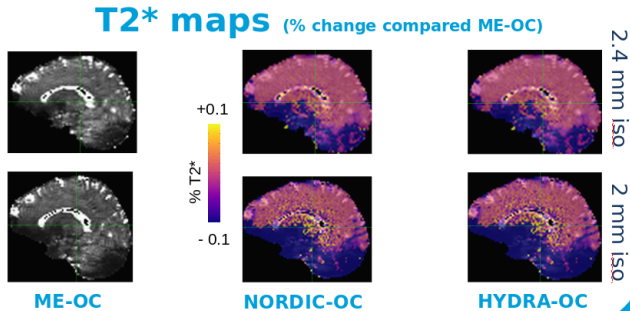 T2* maps (% change compared ME-OC)
2.4 mm iso
+0.1
% T2*
- 0.1
2 mm iso
ME-OC
NORDIC-OC
HYDRA-OC